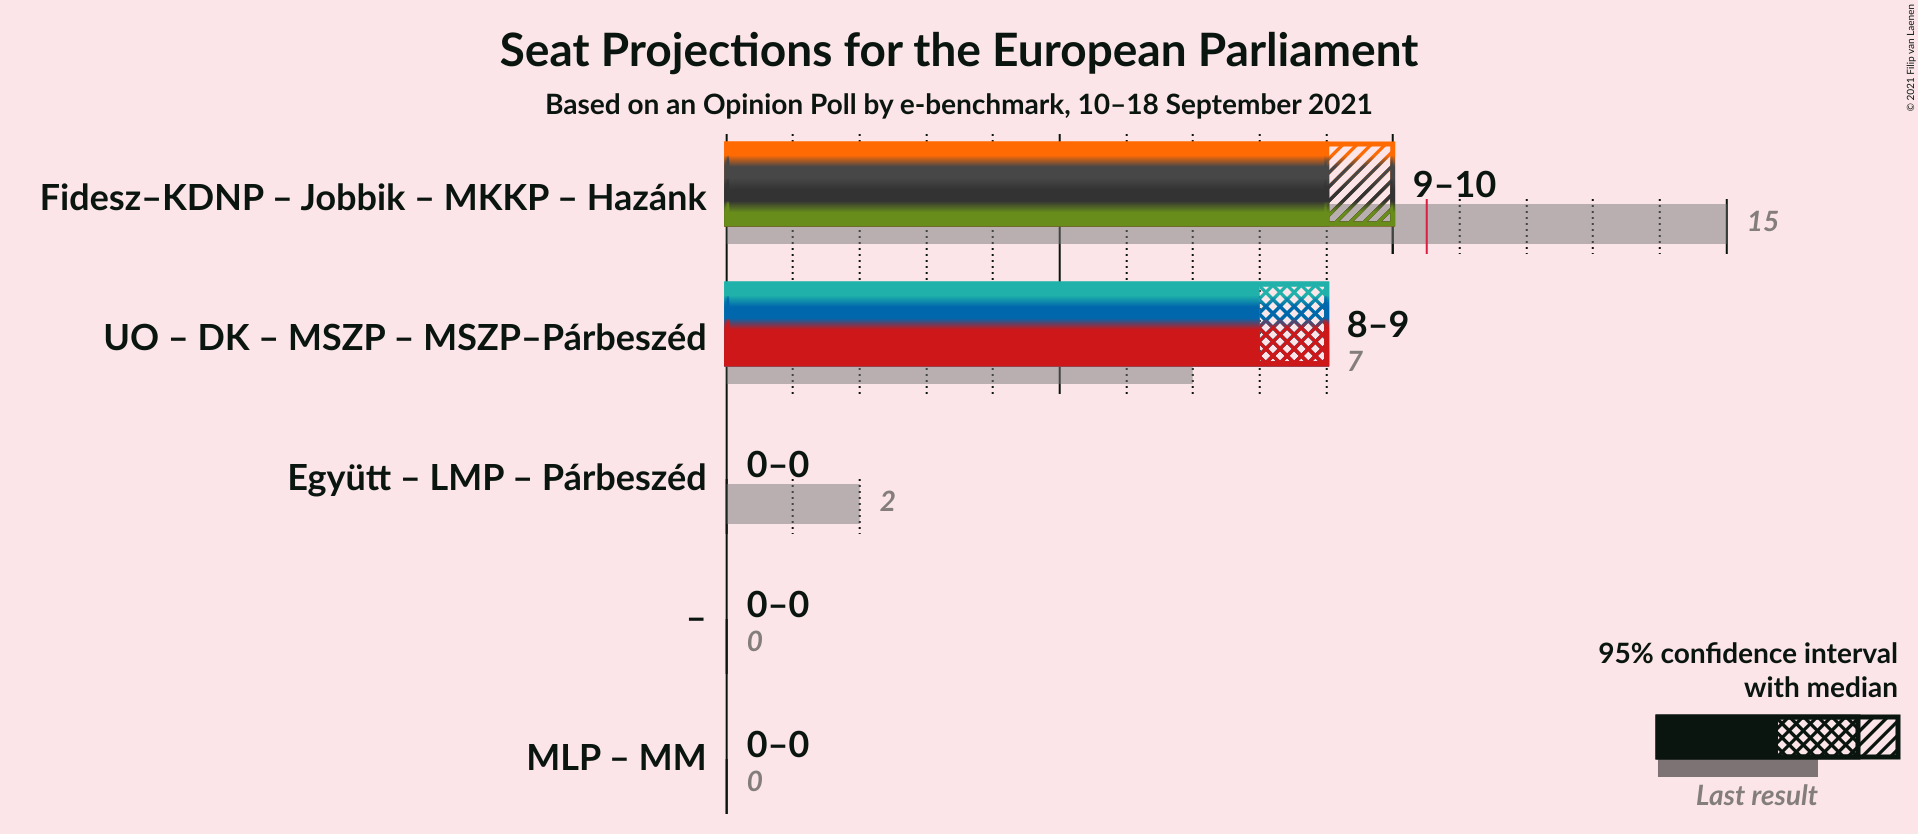 Seat Projections for the European Parliament
Based on an Opinion Poll by e-benchmark, 10–18 September 2021
© 2021 Filip van Laenen
Fidesz–KDNP – Jobbik – MKKP – Hazánk
9–10
15
UO – DK – MSZP – MSZP–Párbeszéd
8–9
7
Együtt – LMP – Párbeszéd
0–0
2
–
0–0
0
MLP – MM
0–0
0
95% confidence interval
with median
Last result